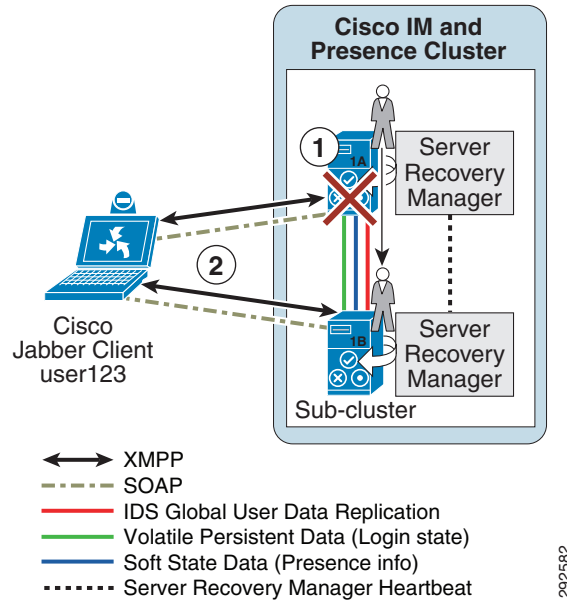 Cisco IM and
Presence Cluster
1
1A
Server
Recovery
Manager
2
Cisco
Jabber Client
user123
1B
Server
Recovery
Manager
Sub-cluster
XMPP
SOAP
IDS Global User Data Replication
Volatile Persistent Data (Login state)
Soft State Data (Presence info)
Server Recovery Manager Heartbeat
292582